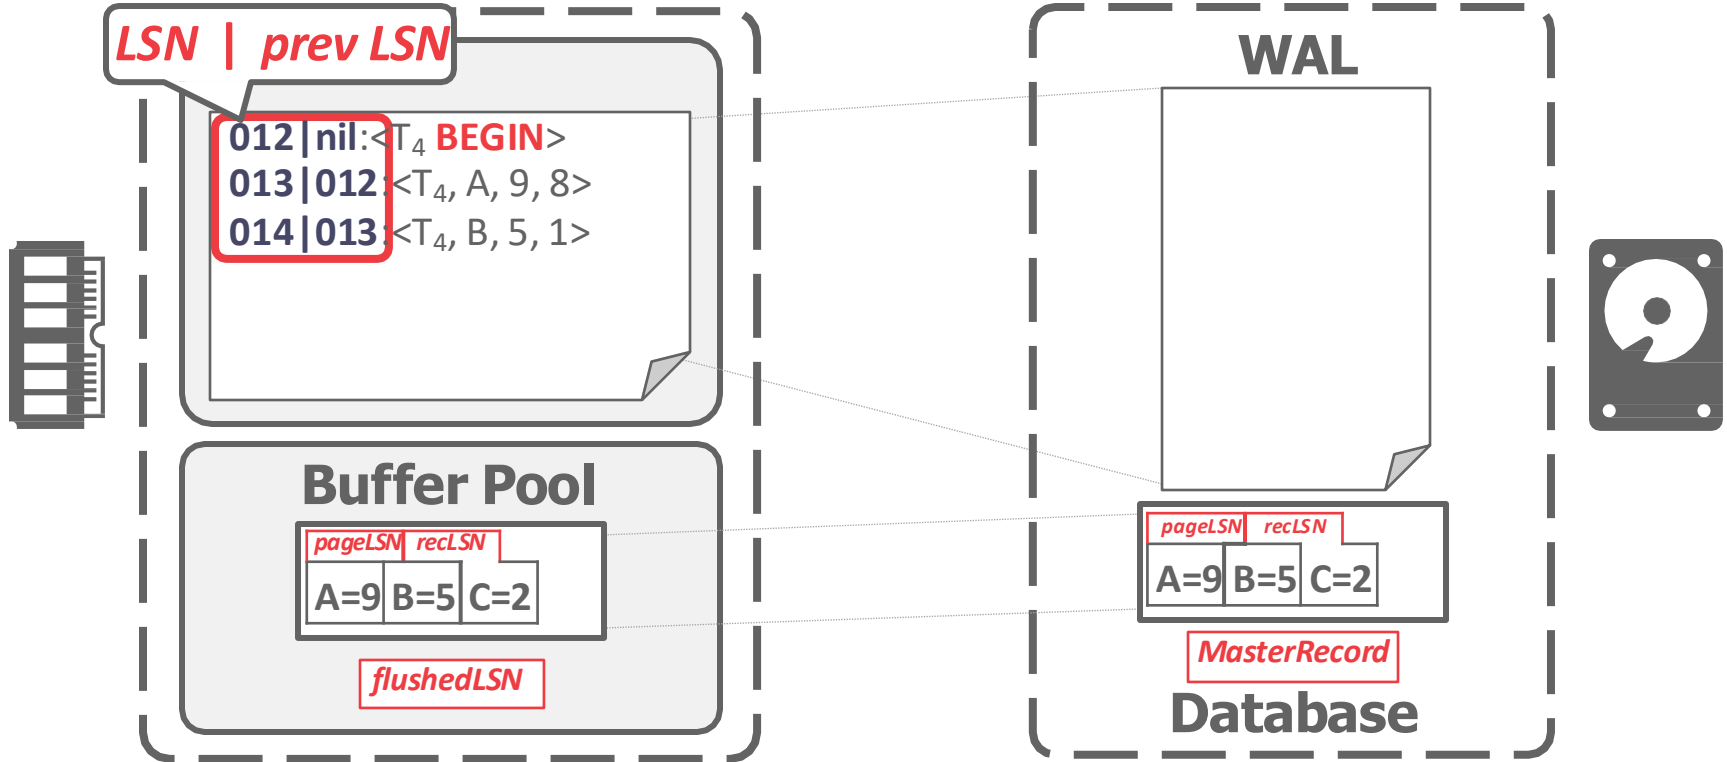 LSN | prev LSN
012|nil:<T₄ BEGIN>
013|012:<T₄, A, 9, 8>
014|013:<T₄, B, 5, 1>
Buffer Pool
pageLSN recLSN
A=9 B=5 C=2
flushedLSN
WAL
pageLSN recLSN
A=9 B=5 C=2
MasterRecord
Database